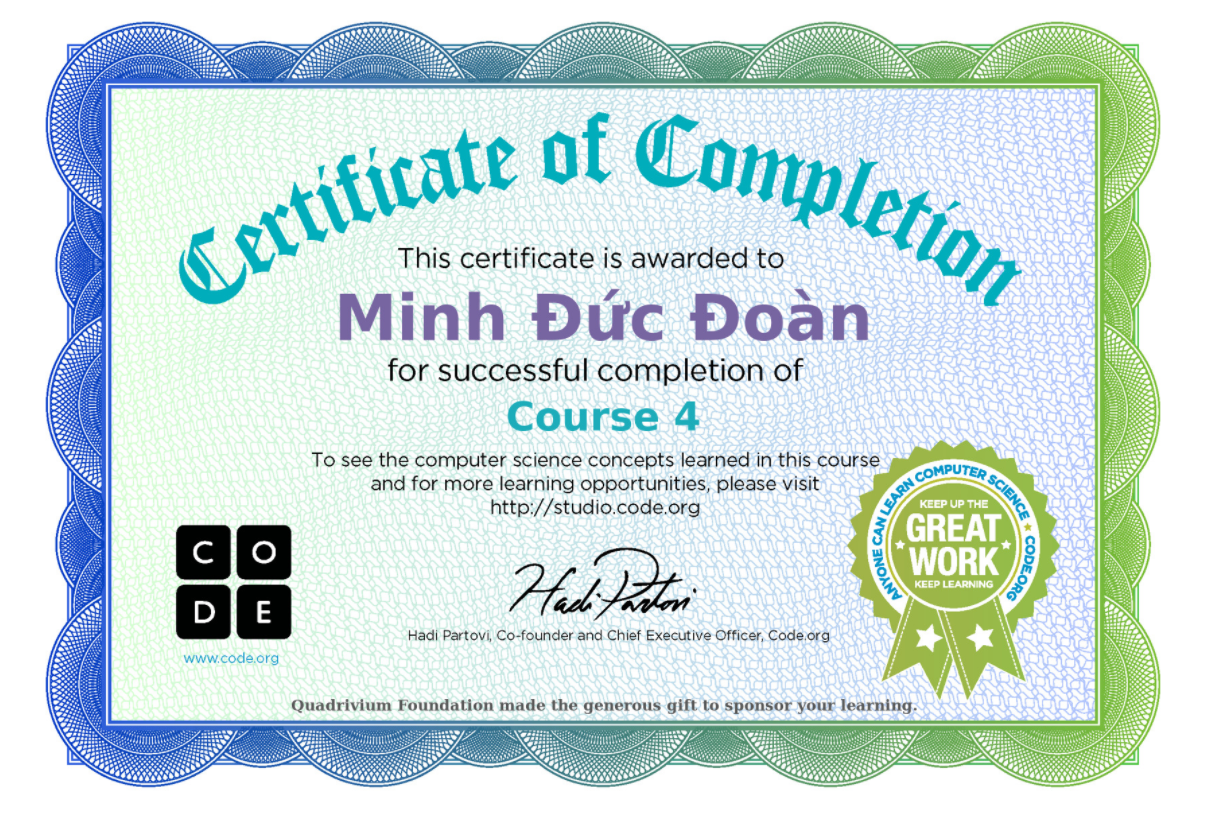 Certificate of Completion
This certificate is awarded to
Minh Đức Đoàn
for successful completion of
Course 4
To see the computer science concepts learned in this course
and for more learning opportunities, please visit
http://studio.code.org
C O
D E
www.code.org
Hadi Partovi
Hadi Partovi, Co-founder and Chief Executive Officer, Code.org
ANYONE CAN LEARN COMPUTER SCIENCE ★ CODE.ORG
KEEP UP THE
GREAT
WORK
KEEP LEARNING
Quadrivium Foundation made the generous gift to sponsor your learning.